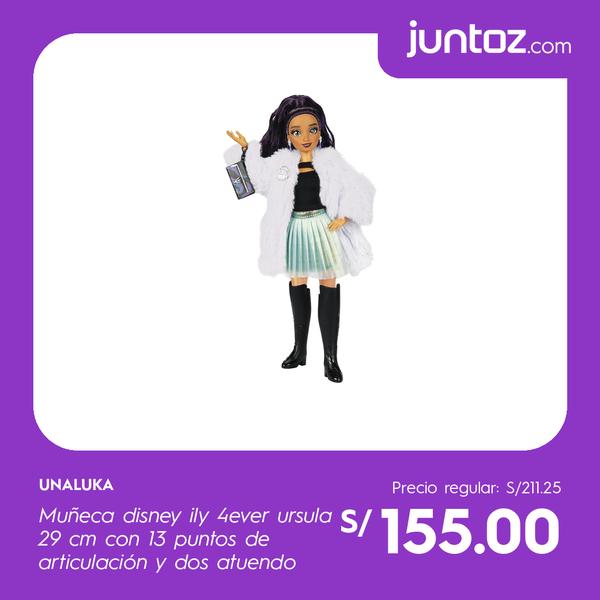 juntoz.com
UNALUKA
Muñeca disney ily 4ever ursula
29 cm con 13 puntos de
articulación y dos atuendo
Precio regular: S/211.25
S/ 155.00